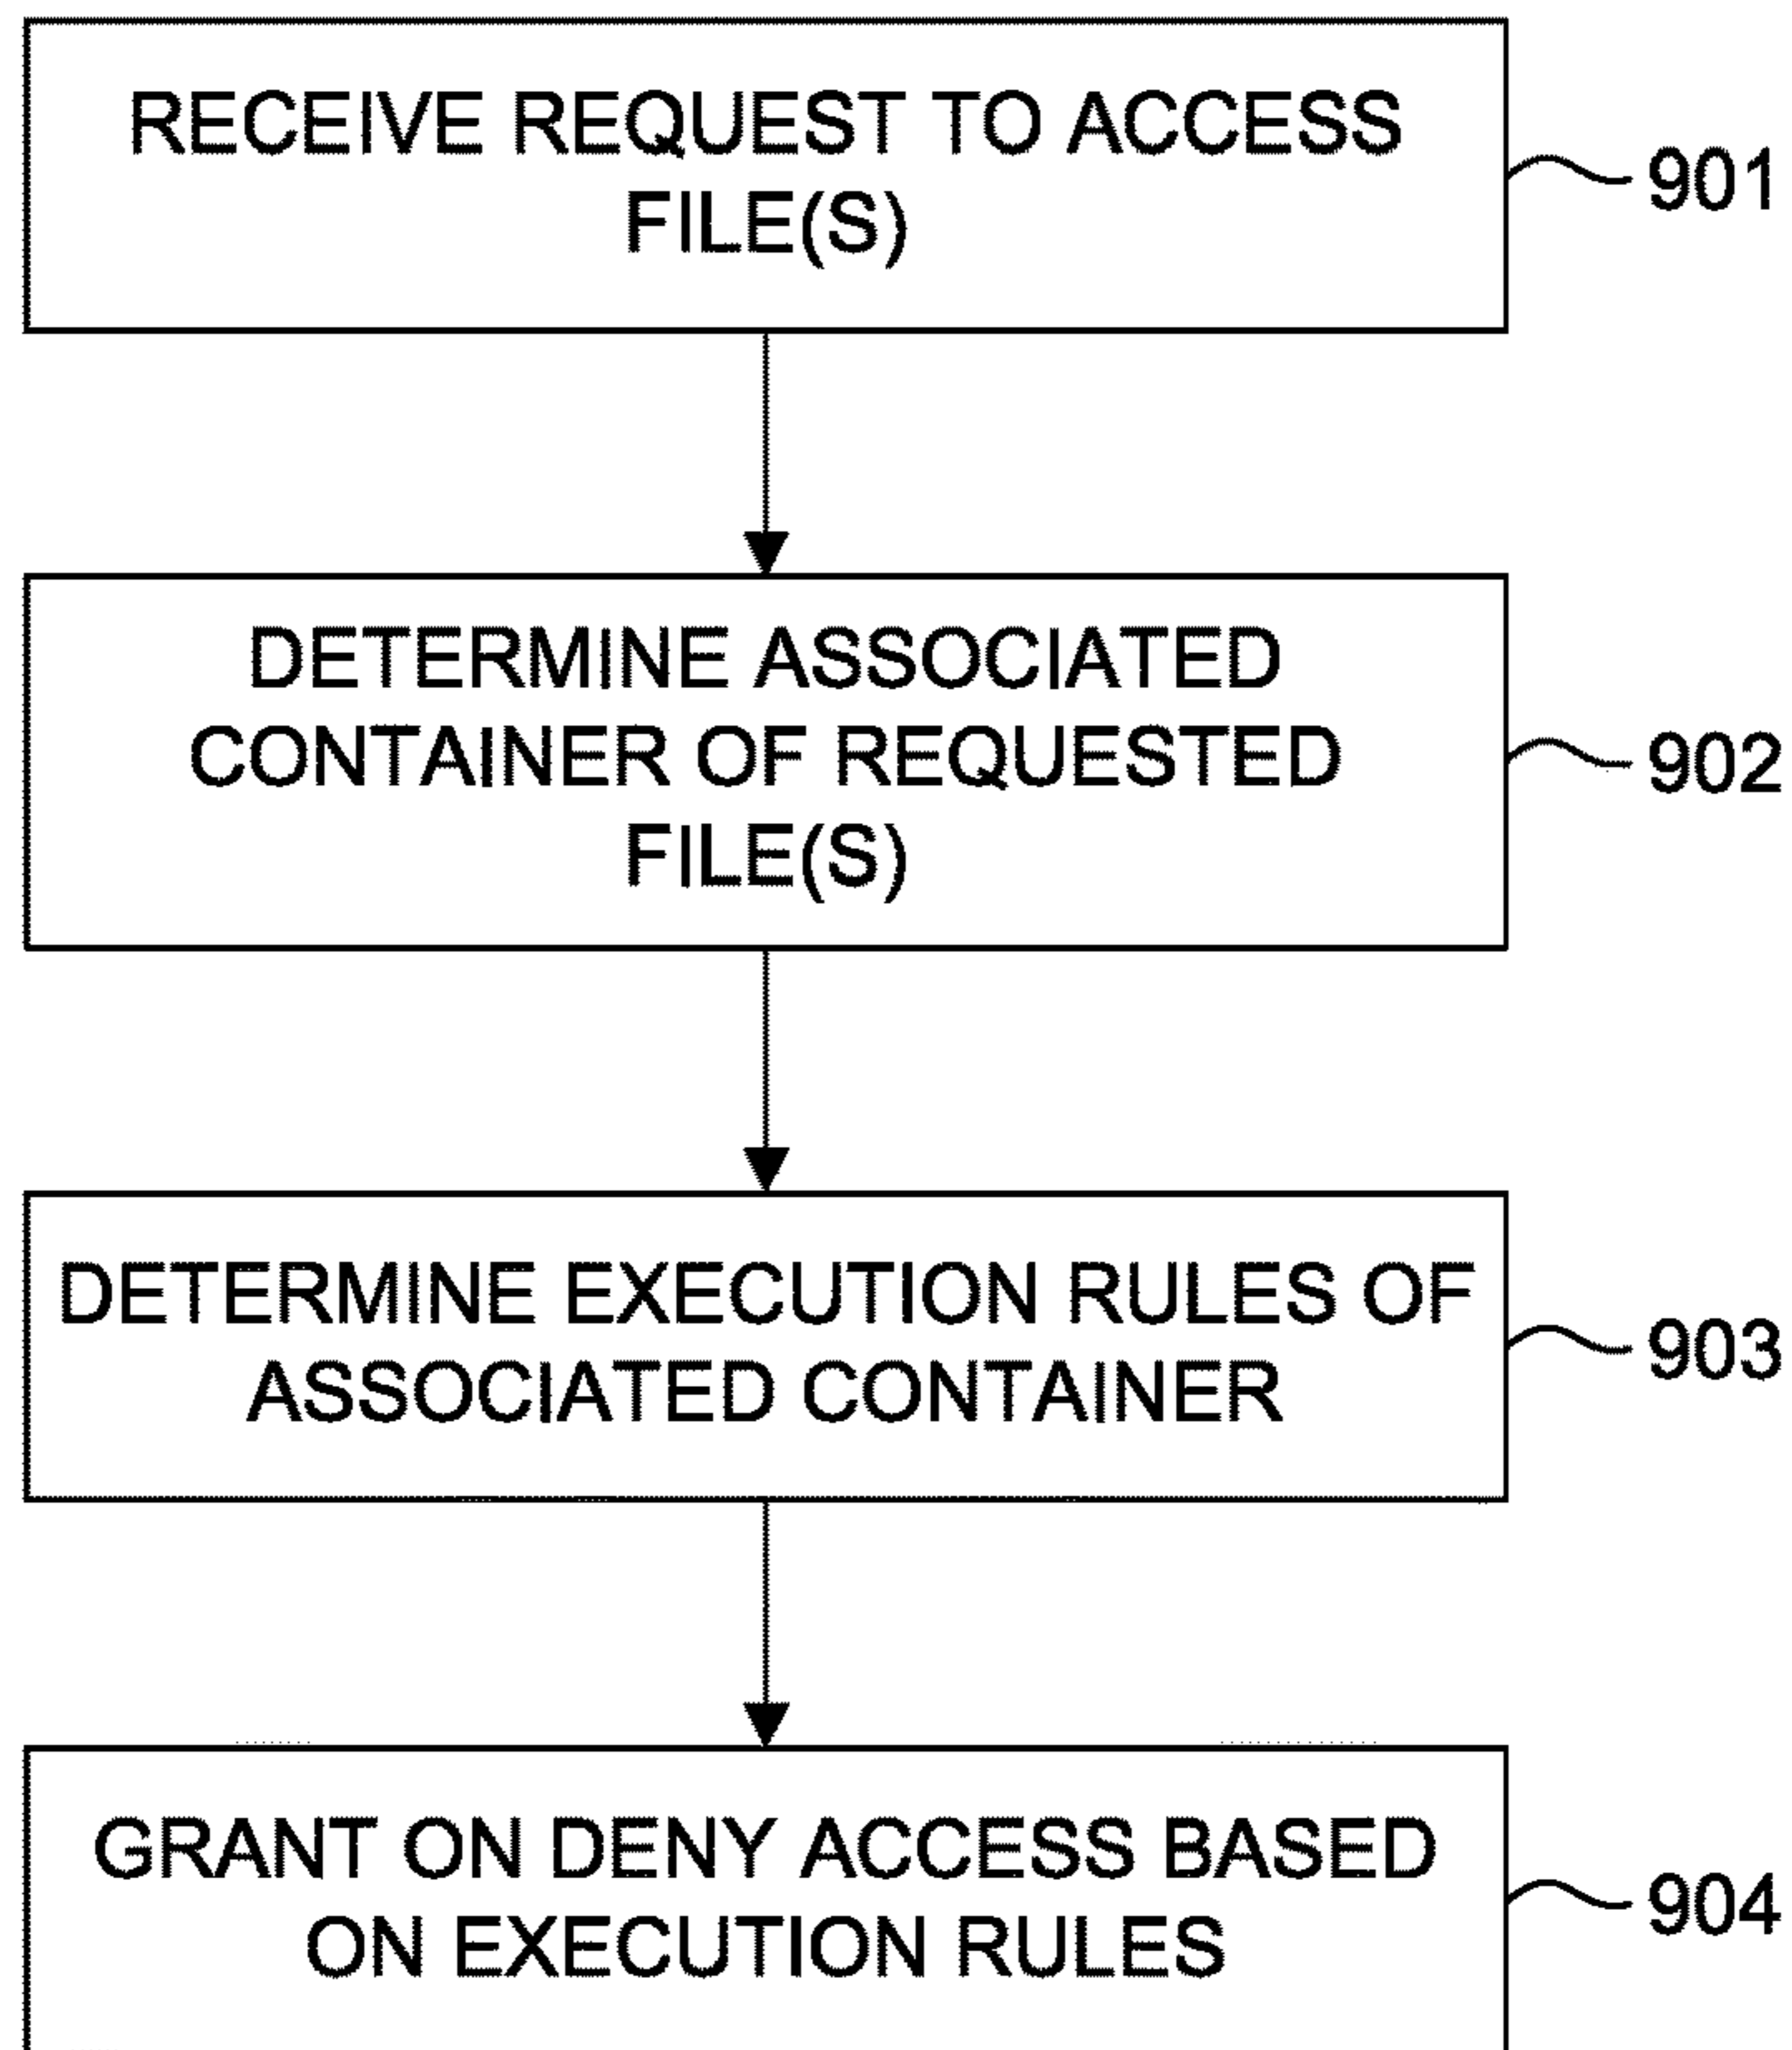 RECEIVE REQUEST TO ACCESS
FILE(S)
901
DETERMINE ASSOCIATED
CONTAINER OF REQUESTED
FILE(S)
902
DETERMINE EXECUTION RULES OF
ASSOCIATED CONTAINER
903
GRANT ON DENY ACCESS BASED
ON EXECUTION RULES
904